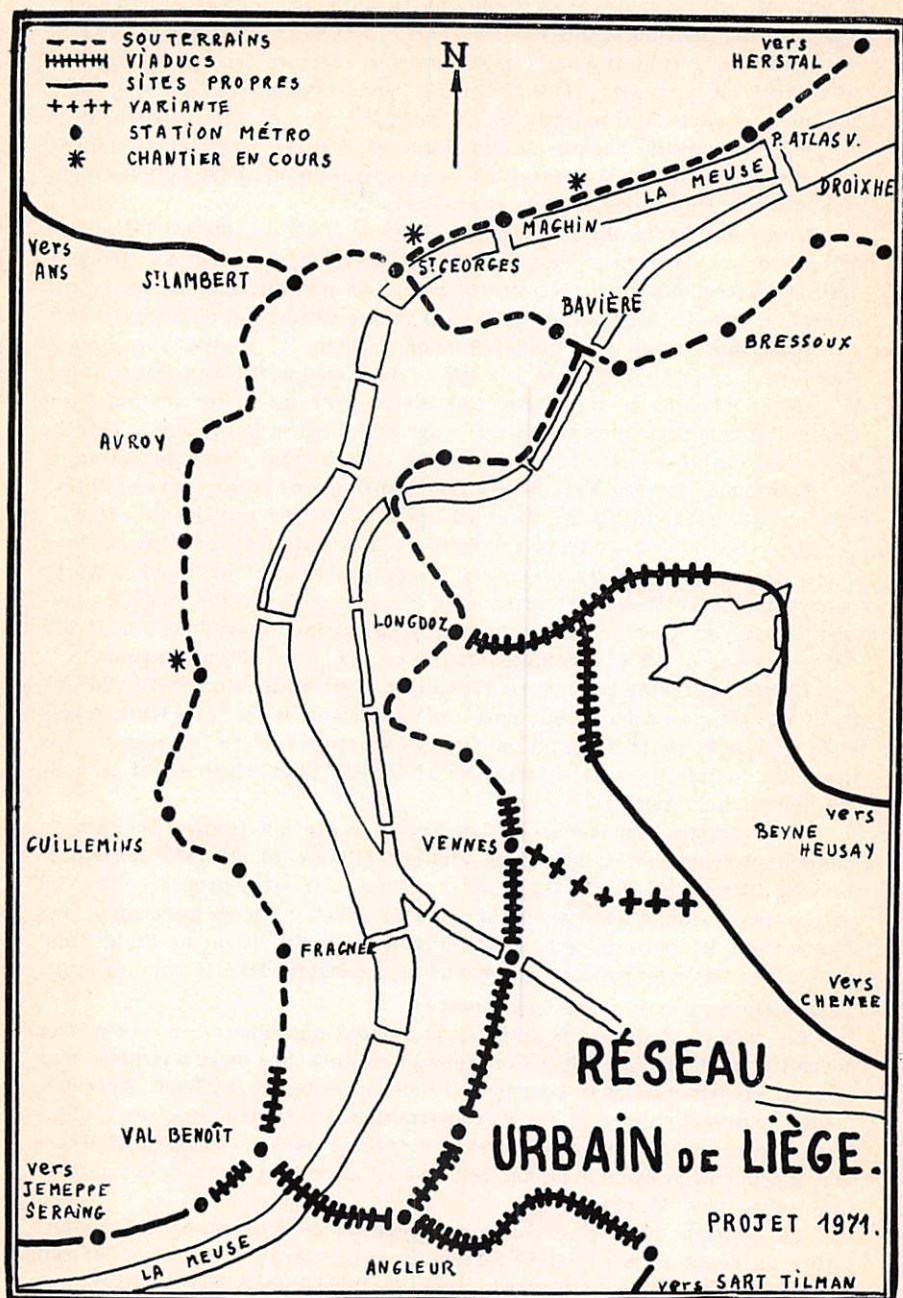 SOUTERRAINS
VIADUCS
SITES PROPRES
VARIANTE
STATION MÉTRO
CHANTIER EN COURS
N
vers
HERSTAL
P. ATLAS V.
LA MEUSE
DROIXHE
MAGHIN
ST GEORGES
vers
ANS
ST LAMBERT
BAVIÈRE
BRESSOUX
AVROY
LONGDOZ
vers
BEYNE
HEUSAY
VENNES
GUILLEMINS
FRAGNÉE
vers
CHENEE
RÉSEAU
URBAIN DE LIÈGE.
PROJET 1971.
VAL BENOÎT
vers
JEMEPPE
SERAING
LA MEUSE
ANGLEUR
vers SART TILMAN